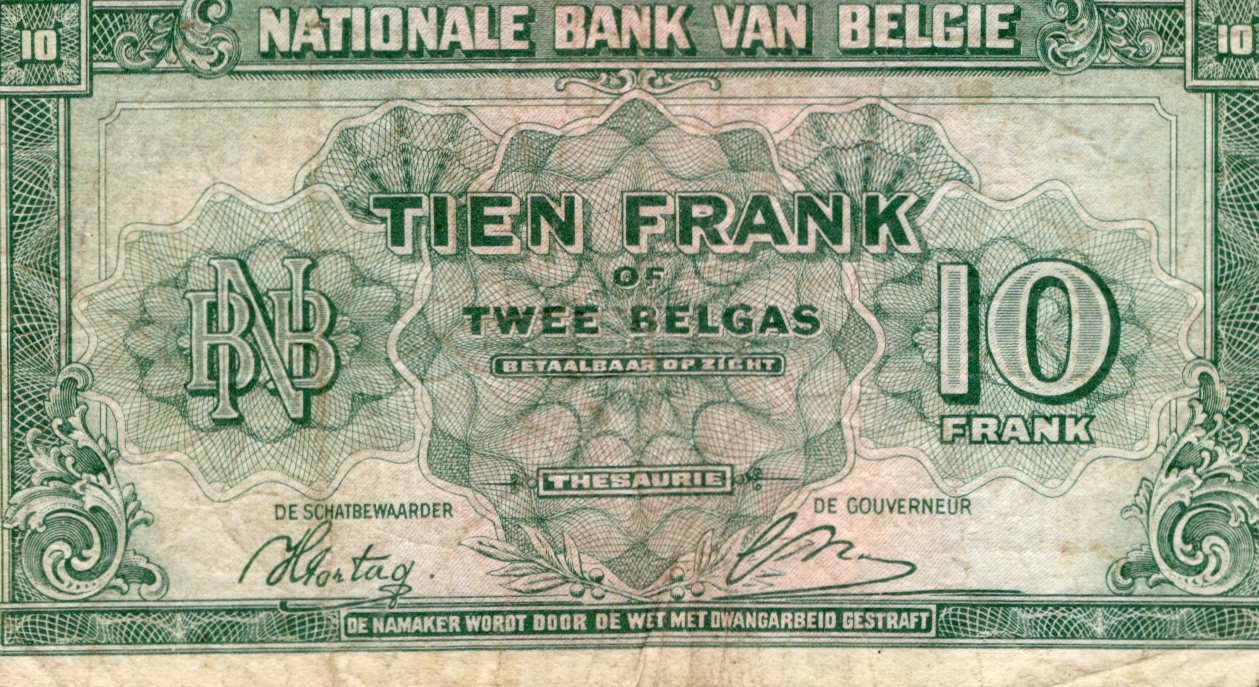 10
NATIONALE BANK VAN BELGIE
10
TIEN FRANK
OF
TWEE BELGAS
BETAALBAAR OP ZICHT
BNB
10
FRANK
THESAURIE
DE SCHATBEWAARDER
DE GOUVERNEUR
DE NAMAKER WORDT DOOR DE WET MET DWANGARBEID GESTRAFT